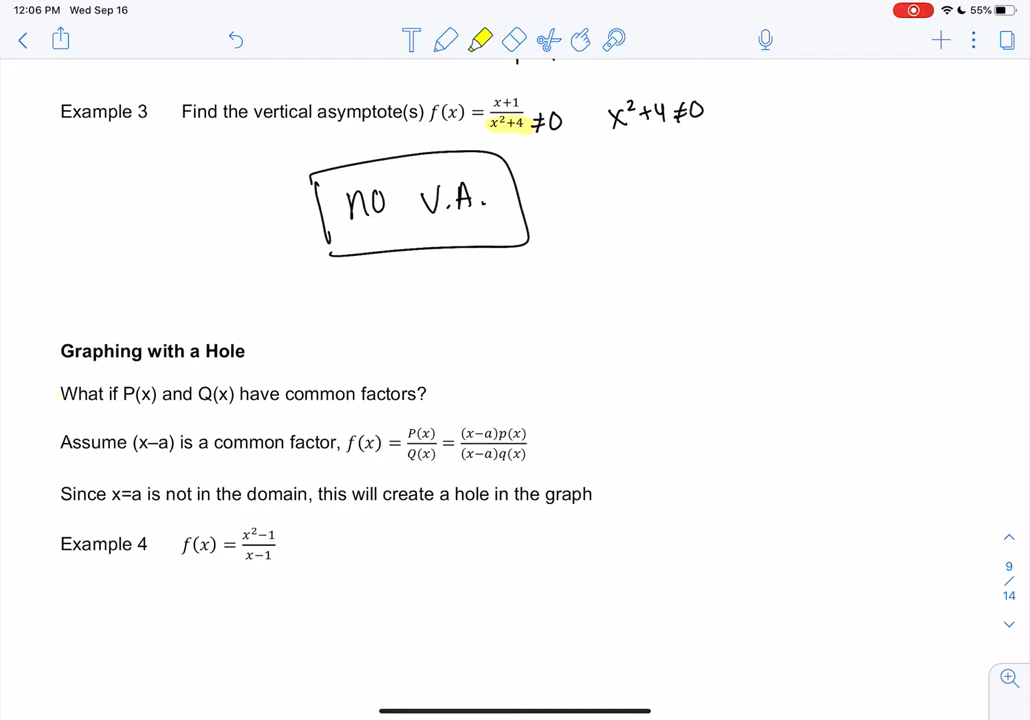 12:06 PM Wed Sep 16 55%
Example 3 Find the vertical asymptote(s) f(x) = (x+1)/(x²+4) ≠0 x²+4≠0
no V.A.
Graphing with a Hole
What if P(x) and Q(x) have common factors?
Assume (x–a) is a common factor, f(x) = P(x)/Q(x) = (x−a)p(x)/(x−a)q(x)
Since x=a is not in the domain, this will create a hole in the graph
Example 4 f(x) = (x²−1)/(x−1)
9
/
14